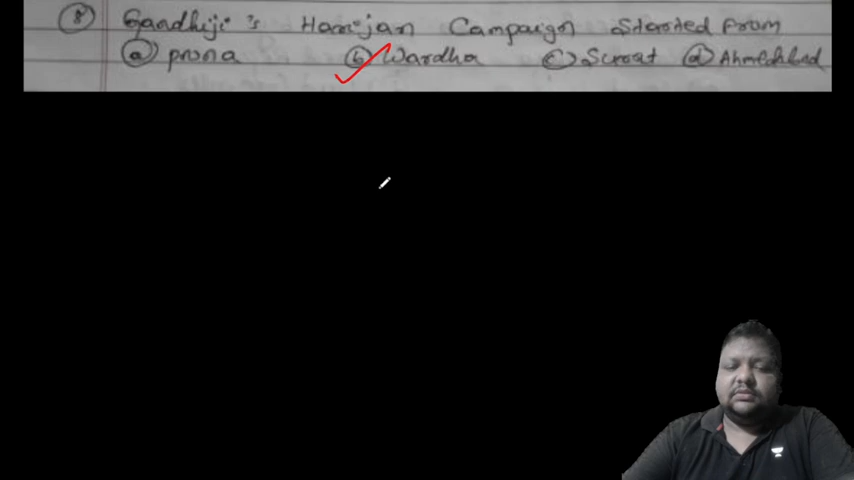 ⑧ Gandhiji's Harijan Campaign Started From
ⓐ poona ⓑ Wardha ⓒ Surat ⓓ Ahmedabad